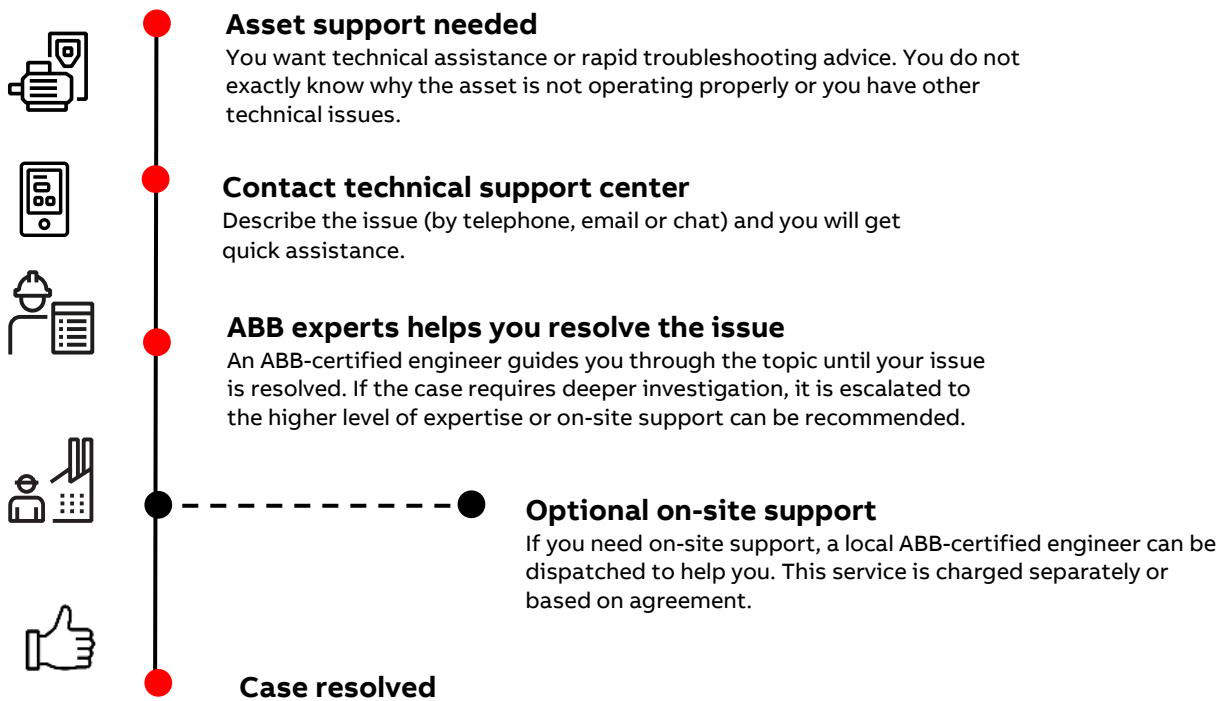 Asset support needed
You want technical assistance or rapid troubleshooting advice. You do not
exactly know why the asset is not operating properly or you have other
technical issues.
Contact technical support center
Describe the issue (by telephone, email or chat) and you will get
quick assistance.
ABB experts helps you resolve the issue
An ABB-certified engineer guides you through the topic until your issue
is resolved. If the case requires deeper investigation, it is escalated to
the higher level of expertise or on-site support can be recommended.
Optional on-site support
If you need on-site support, a local ABB-certified engineer can be
dispatched to help you. This service is charged separately or
based on agreement.
Case resolved